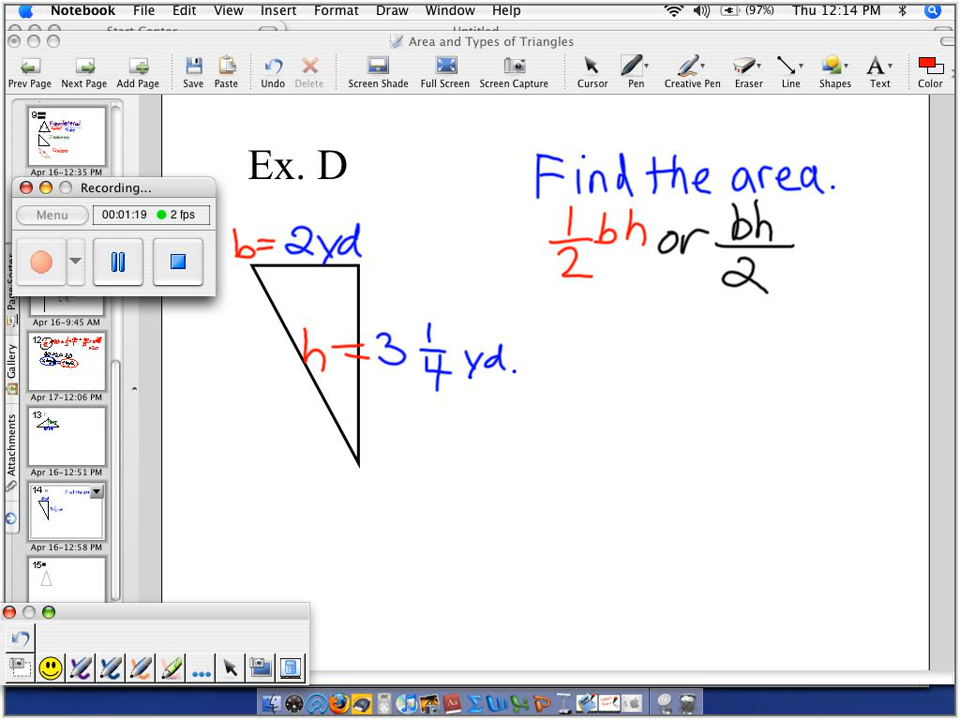 Notebook File Edit View Insert Format Draw Window Help (97%) Thu 12:14 PM
Area and Types of Triangles
Prev Page Next Page Add Page Save Paste Undo Delete Screen Shade Full Screen Screen Capture Cursor Pen Creative Pen Eraser Line Shapes Text Color
Recording...
Menu 00:01:19 2 fps
Gallery
Attachments
Apr 16-12:35 PM
Apr 16-9:45 AM
12
Apr 17-12:06 PM
13
Apr 16-12:51 PM
14
Apr 16-12:58 PM
15
Ex. D
Find the area.
1/2 bh or bh/2
b= 2yd
h = 3 1/4 yd.